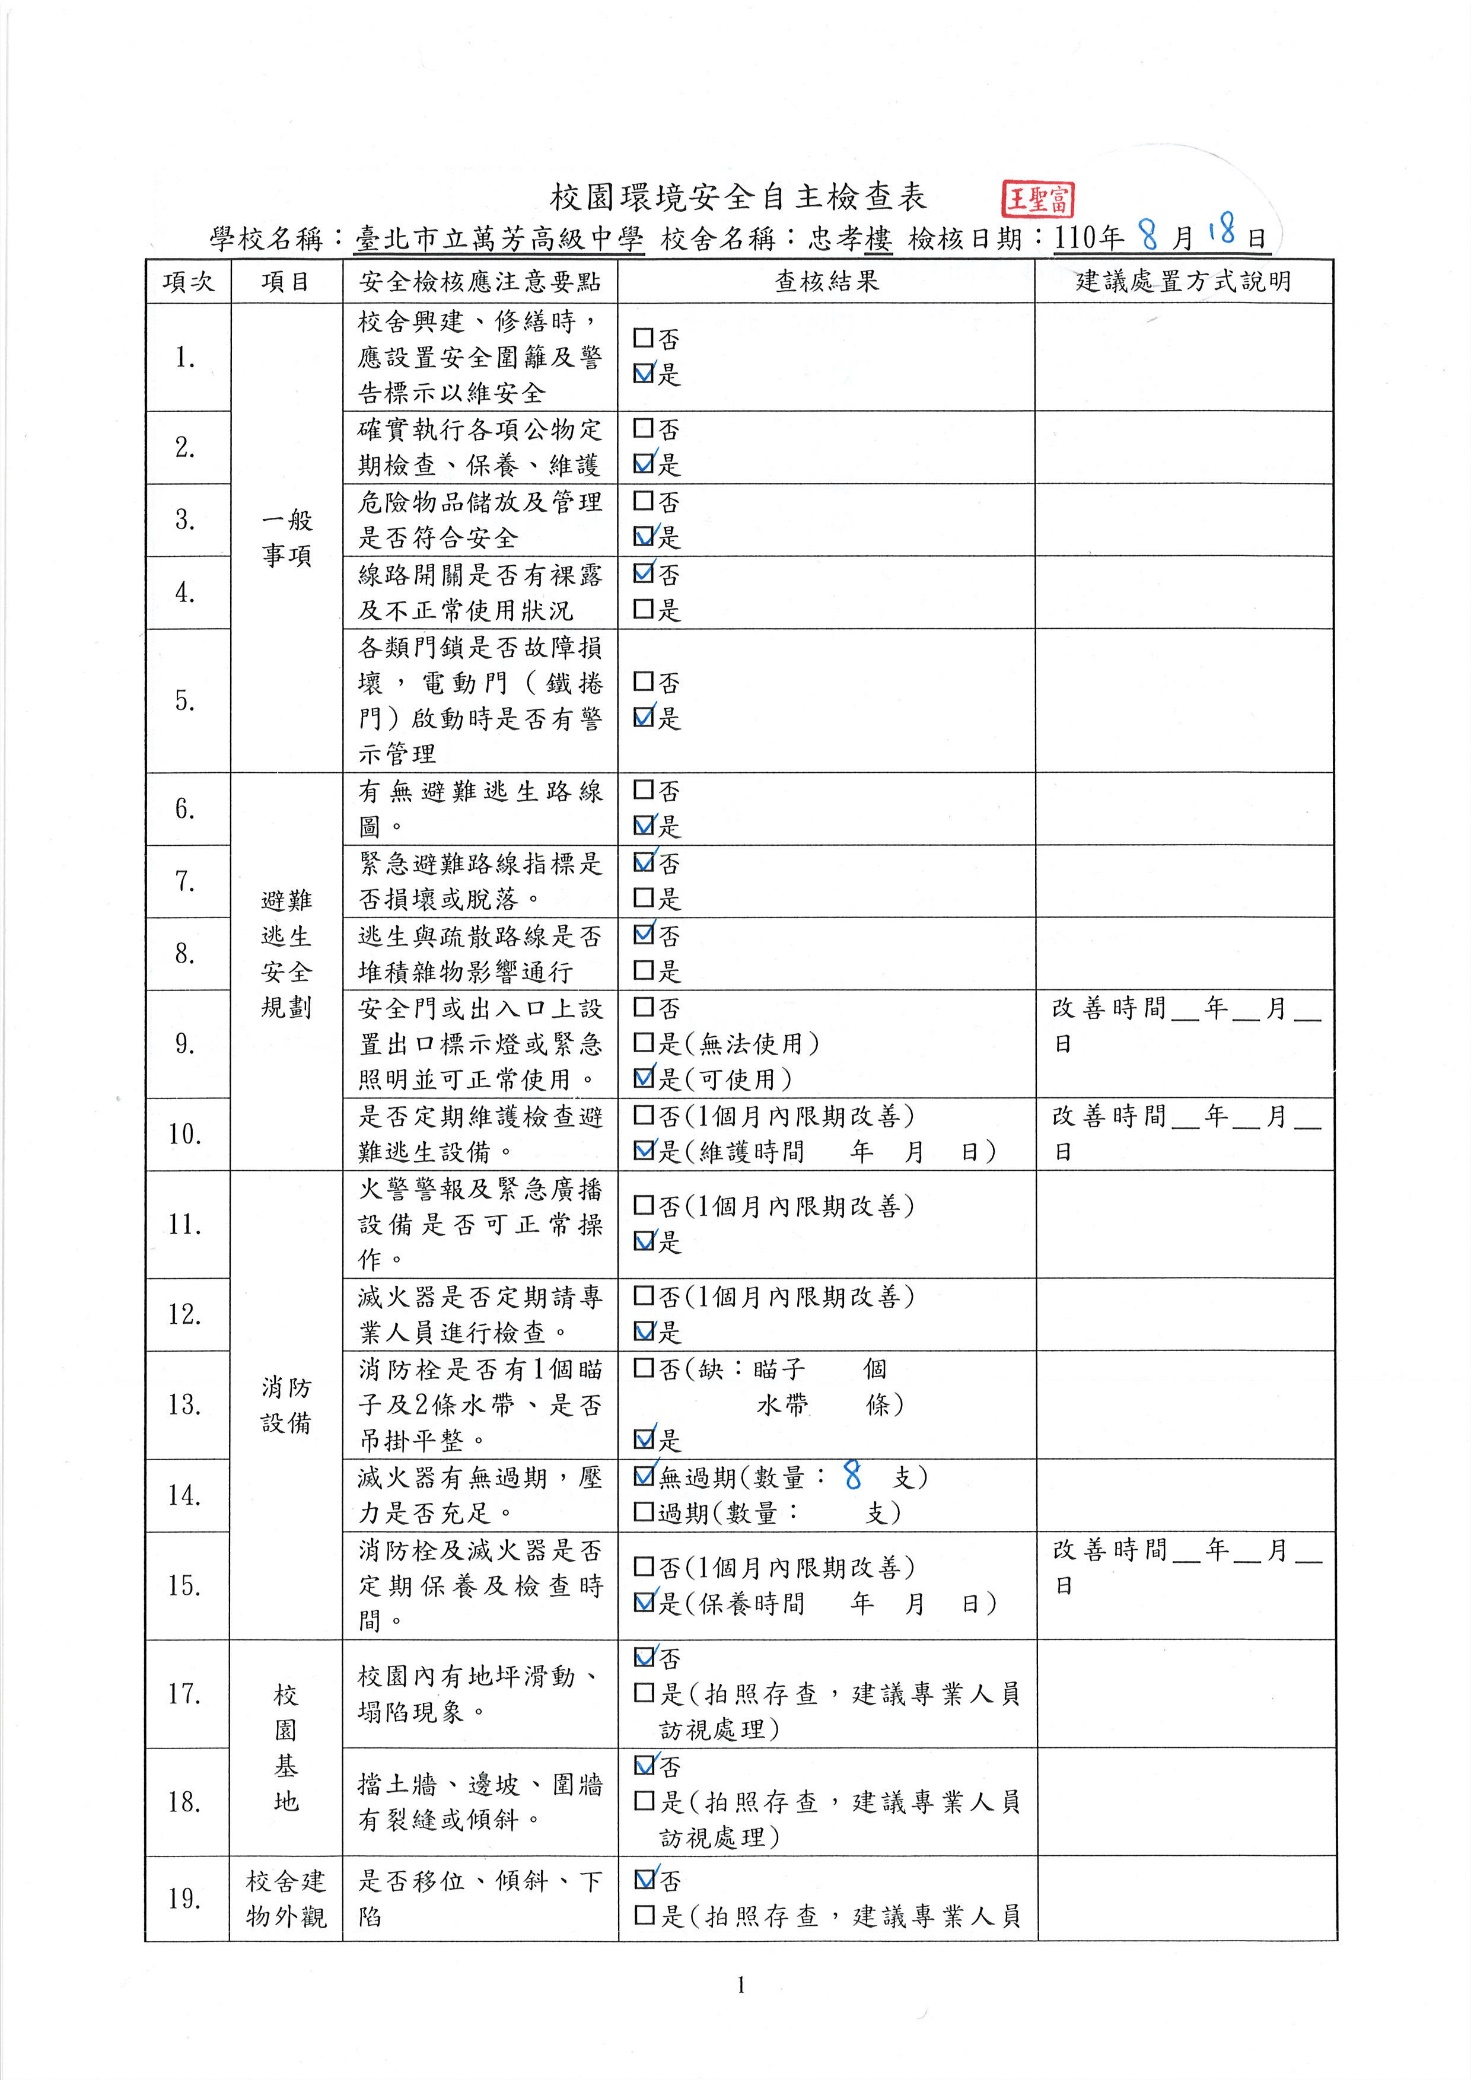 校園環境安全自主檢查表
王聖富
學校名稱：臺北市立萬芳高級中學 校舍名稱：忠孝樓 檢核日期：110年 8 月 18 日
項次 項目 安全檢核應注意要點 查核結果 建議處置方式說明
一般
事項
1.
校舍興建、修繕時，
應設置安全圍籬及警
告標示以維安全
☐否
☑是
2.
確實執行各項公物定
期檢查、保養、維護
☐否
☑是
3.
危險物品儲放及管理
是否符合安全
☐否
☑是
4.
線路開關是否有裸露
及不正常使用狀況
☑否
☐是
5.
各類門鎖是否故障損
壞，電動門（鐵捲
門）啟動時是否有警
示管理
☐否
☑是
避難
逃生
安全
規劃
6.
有無避難逃生路線
圖。
☐否
☑是
7.
緊急避難路線指標是
否損壞或脫落。
☑否
☐是
8.
逃生與疏散路線是否
堆積雜物影響通行
☑否
☐是
9.
安全門或出入口上設
置出口標示燈或緊急
照明並可正常使用。
☐否
☐是(無法使用)
☑是(可使用)
改善時間__年__月__
日
10.
是否定期維護檢查避
難逃生設備。
☐否(1個月內限期改善)
☑是(維護時間 年 月 日)
改善時間__年__月__
日
消防
設備
11.
火警警報及緊急廣播
設備是否可正常操
作。
☐否(1個月內限期改善)
☑是
12.
滅火器是否定期請專
業人員進行檢查。
☐否(1個月內限期改善)
☑是
13.
消防栓是否有1個瞄
子及2條水帶、是否
吊掛平整。
☐否(缺：瞄子 個
水帶 條)
☑是
14.
滅火器有無過期，壓
力是否充足。
☑無過期(數量：8 支)
☐過期(數量： 支)
15.
消防栓及滅火器是否
定期保養及檢查時
間。
☐否(1個月內限期改善)
☑是(保養時間 年 月 日)
改善時間__年__月__
日
校
園
基
地
17.
校園內有地坪滑動、
塌陷現象。
☑否
☐是(拍照存查，建議專業人員
訪視處理)
18.
擋土牆、邊坡、圍牆
有裂縫或傾斜。
☑否
☐是(拍照存查，建議專業人員
訪視處理)
19.
校舍建
物外觀
是否移位、傾斜、下
陷
☑否
☐是(拍照存查，建議專業人員
1